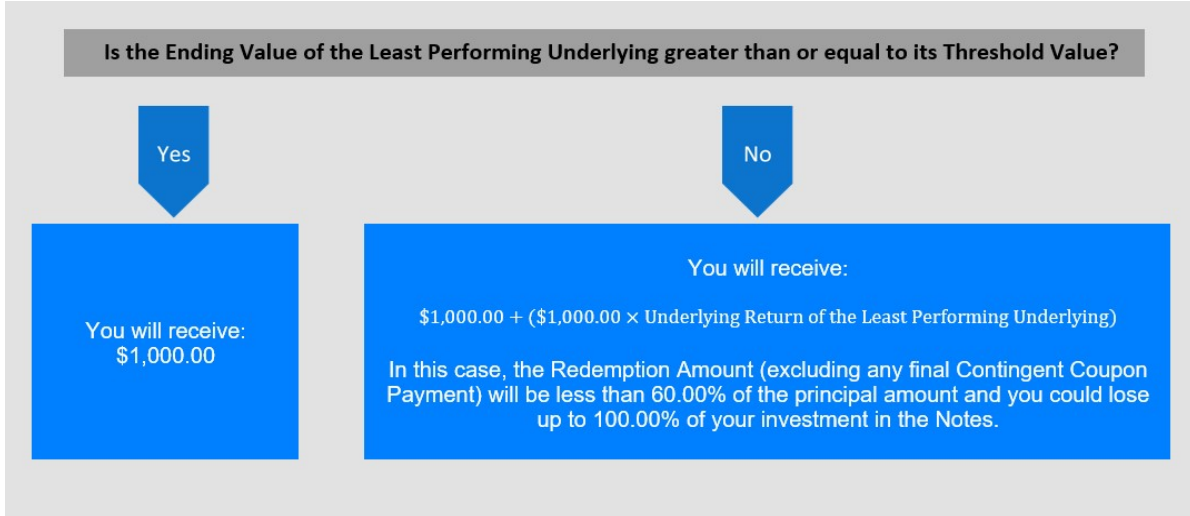 Is the Ending Value of the Least Performing Underlying greater than or equal to its Threshold Value?
Yes
No
You will receive:
$1,000.00
You will receive:
$1,000.00 + ($1,000.00 × Underlying Return of the Least Performing Underlying)
In this case, the Redemption Amount (excluding any final Contingent Coupon
Payment) will be less than 60.00% of the principal amount and you could lose
up to 100.00% of your investment in the Notes.